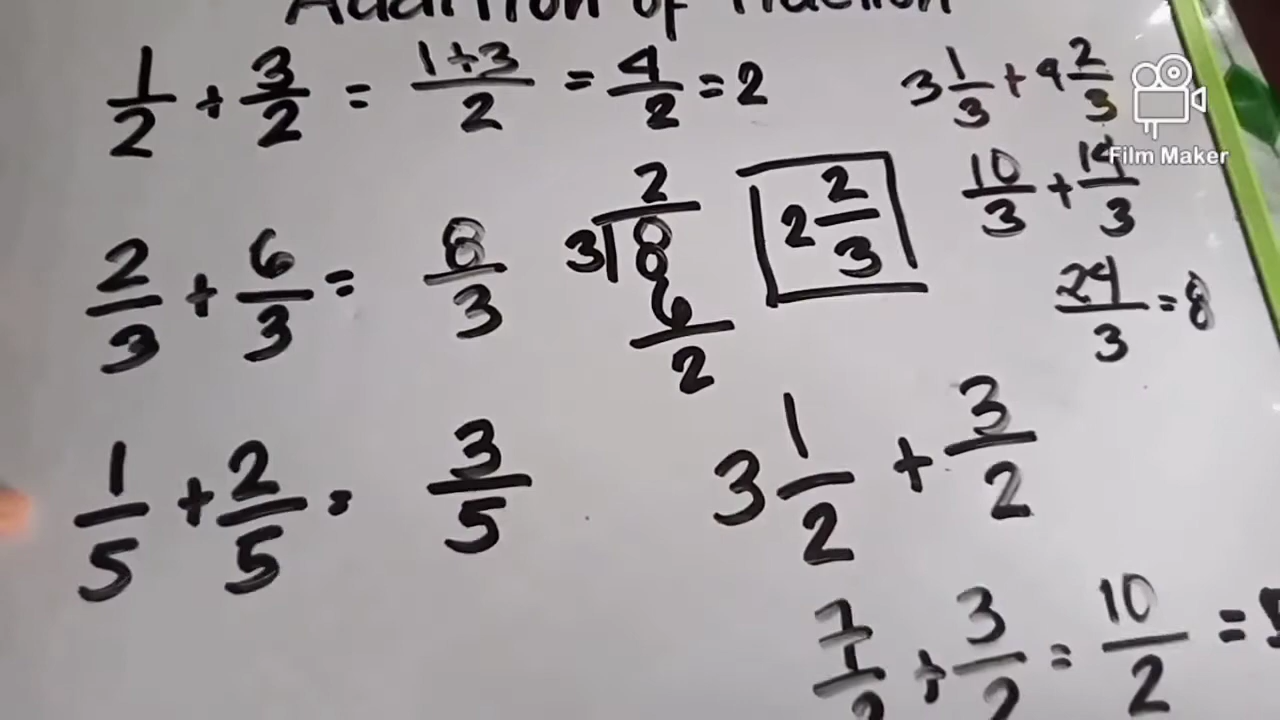 Addition of Fraction
1/2 + 3/2 = 1+3/2 = 4/2 = 2
3 1/3 + 4 2/3
Film Maker
10/3 + 14/3
24/3 = 8
2/3 + 6/3 = 8/3
2
3 8
6
2
2 2/3
1/5 + 2/5 = 3/5
3 1/2 + 3/2
7/2 + 3/2 = 10/2 =